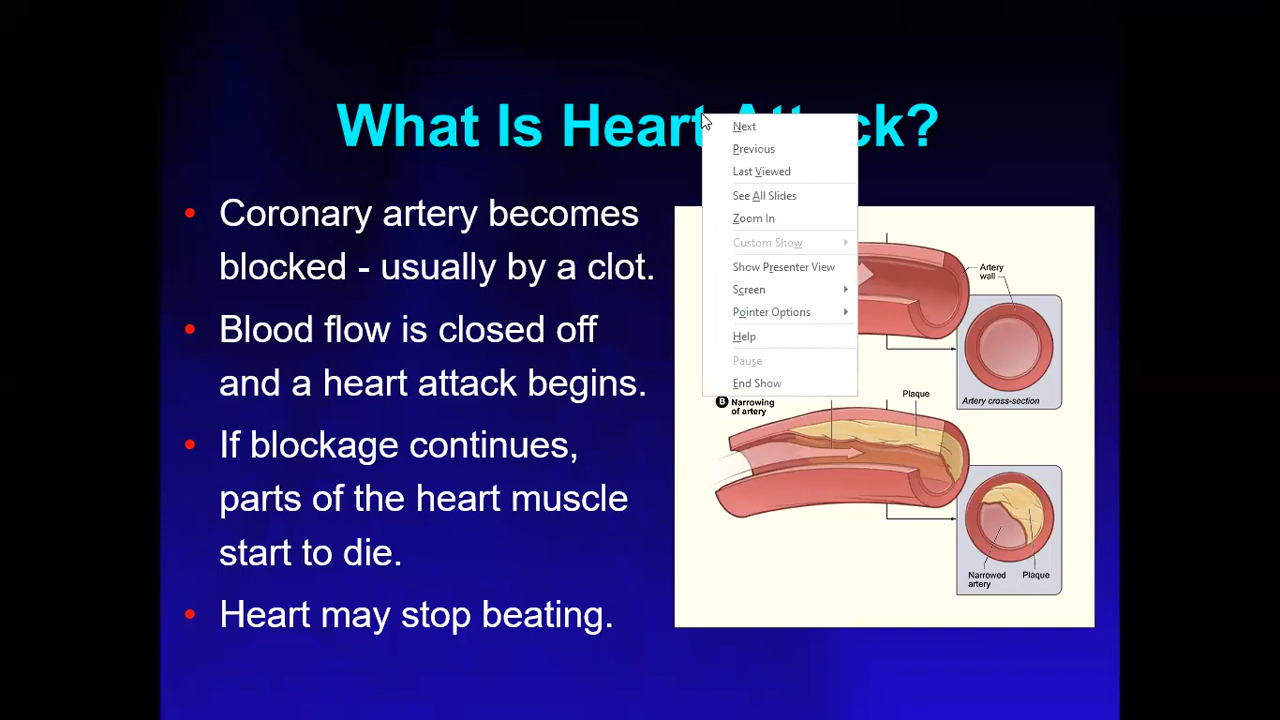 What Is Heart Attack?
Next
Previous
Last Viewed
See All Slides
Zoom In
Custom Show
Show Presenter View
Screen
Pointer Options
Help
Pause
End Show
• Coronary artery becomes
blocked - usually by a clot.
• Blood flow is closed off
and a heart attack begins.
• If blockage continues,
parts of the heart muscle
start to die.
• Heart may stop beating.
Artery
wall
Artery cross-section
B Narrowing
of artery
Plaque
Narrowed
artery
Plaque